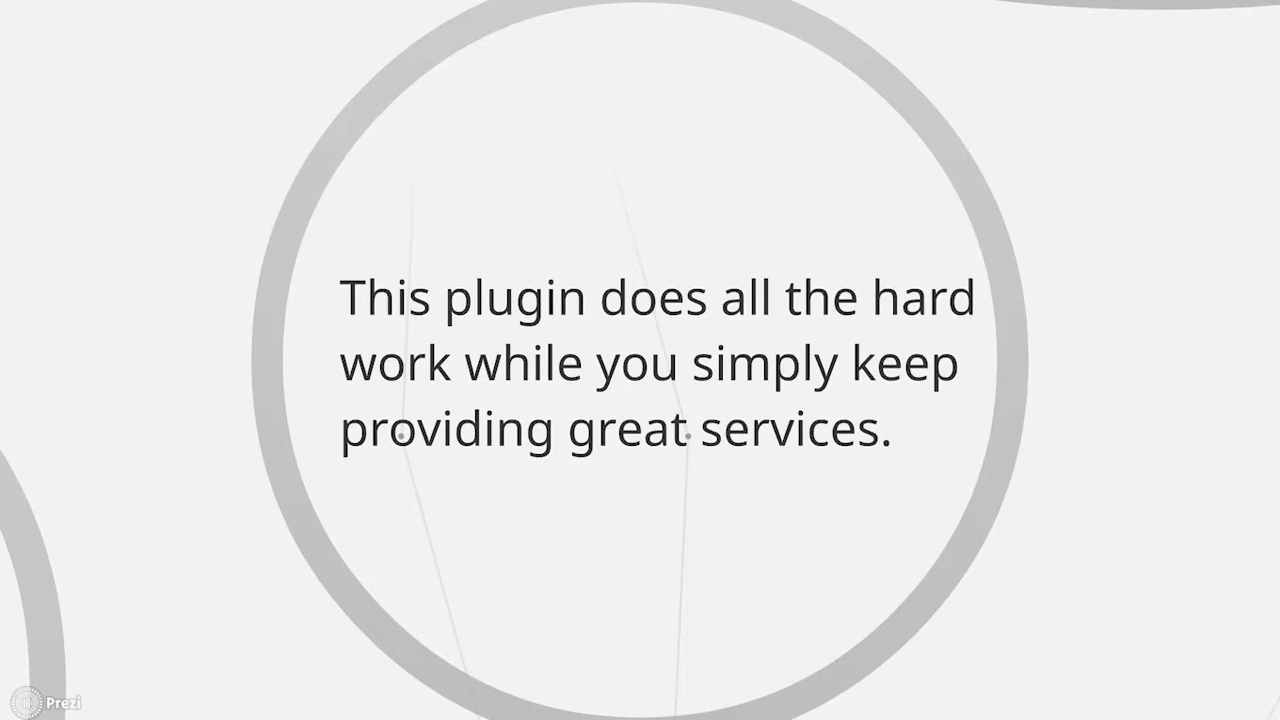 This plugin does all the hard
work while you simply keep
providing great services.
Prezi